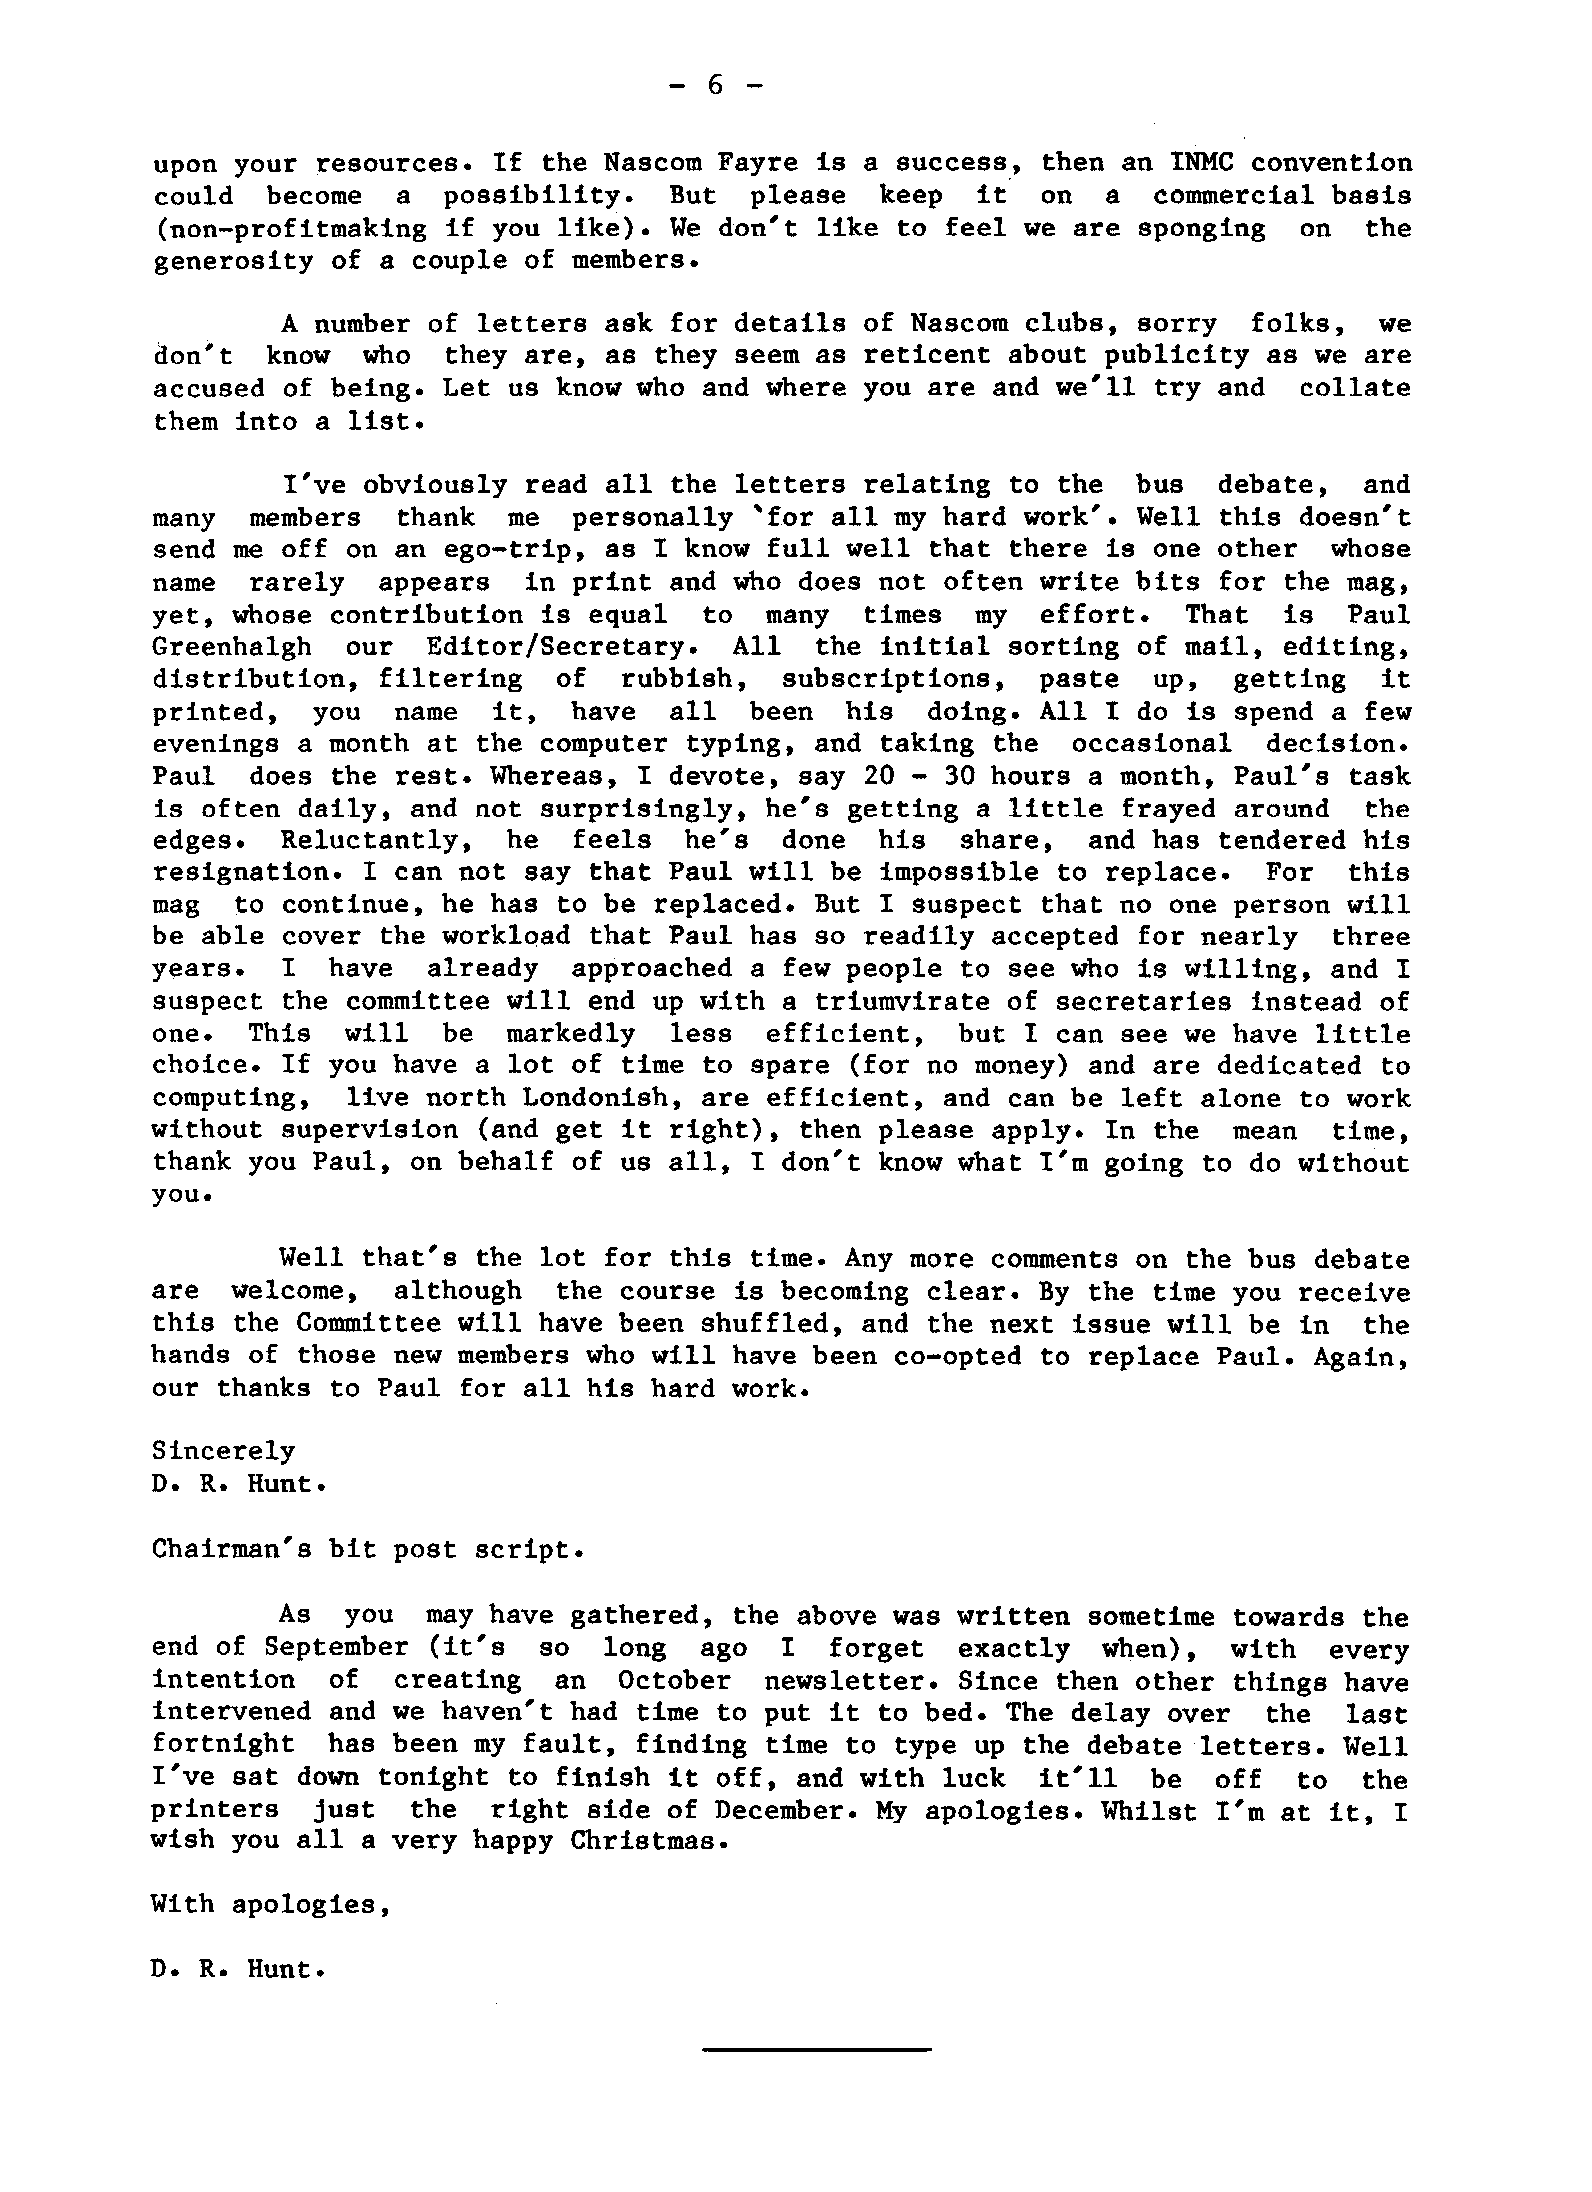 - 6 -
upon your resources. If the Nascom Fayre is a success, then an INMC convention
could become a possibility. But please keep it on a commercial basis
(non-profitmaking if you like). We don't like to feel we are sponging on the
generosity of a couple of members.
A number of letters ask for details of Nascom clubs, sorry folks, we
don't know who they are, as they seem as reticent about publicity as we are
accused of being. Let us know who and where you are and we'll try and collate
them into a list.
I've obviously read all the letters relating to the bus debate, and
many members thank me personally `for all my hard work'. Well this doesn't
send me off on an ego-trip, as I know full well that there is one other whose
name rarely appears in print and who does not often write bits for the mag,
yet, whose contribution is equal to many times my effort. That is Paul
Greenhalgh our Editor/Secretary. All the initial sorting of mail, editing,
distribution, filtering of rubbish, subscriptions, paste up, getting it
printed, you name it, have all been his doing. All I do is spend a few
evenings a month at the computer typing, and taking the occasional decision.
Paul does the rest. Whereas, I devote, say 20 - 30 hours a month, Paul's task
is often daily, and not surprisingly, he's getting a little frayed around the
edges. Reluctantly, he feels he's done his share, and has tendered his
resignation. I can not say that Paul will be impossible to replace. For this
mag to continue, he has to be replaced. But I suspect that no one person will
be able cover the workload that Paul has so readily accepted for nearly three
years. I have already approached a few people to see who is willing, and I
suspect the committee will end up with a triumvirate of secretaries instead of
one. This will be markedly less efficient, but I can see we have little
choice. If you have a lot of time to spare (for no money) and are dedicated to
computing, live north Londonish, are efficient, and can be left alone to work
without supervision (and get it right), then please apply. In the mean time,
thank you Paul, on behalf of us all, I don't know what I'm going to do without
you.
Well that's the lot for this time. Any more comments on the bus debate
are welcome, although the course is becoming clear. By the time you receive
this the Committee will have been shuffled, and the next issue will be in the
hands of those new members who will have been co-opted to replace Paul. Again,
our thanks to Paul for all his hard work.
Sincerely
D. R. Hunt.
Chairman's bit post script.
As you may have gathered, the above was written sometime towards the
end of September (it's so long ago I forget exactly when), with every
intention of creating an October newsletter. Since then other things have
intervened and we haven't had time to put it to bed. The delay over the last
fortnight has been my fault, finding time to type up the debate letters. Well
I've sat down tonight to finish it off, and with luck it'll be off to the
printers just the right side of December. My apologies. Whilst I'm at it, I
wish you all a very happy Christmas.
With apologies,
D. R. Hunt.